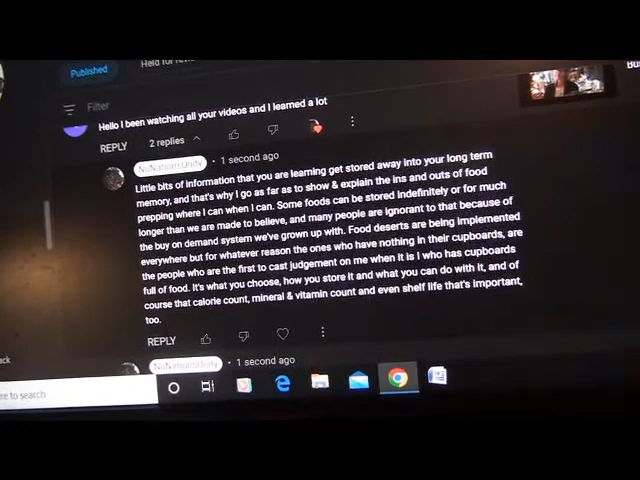 Published
Held for
Filter
Hello I been watching all your videos and I learned a lot
REPLY
2 replies
NuNationsUnity • 1 second ago
Little bits of information that you are learning get stored away into your long term
memory, and that's why I go as far as to show & explain the ins and outs of food
prepping where I can when I can. Some foods can be stored indefinitely or for much
longer than we are made to believe, and many people are ignorant to that because of
the buy on demand system we've grown up with. Food deserts are being implemented
everywhere but for whatever reason the ones who have nothing in their cupboards, are
the people who are the first to cast judgement on me when it is I who has cupboards
full of food. It's what you choose, how you store it and what you can do with it, and of
course that calorie count, mineral & vitamin count and even shelf life that's important,
too.
REPLY
NuNationsUnity • 1 second ago
re to search